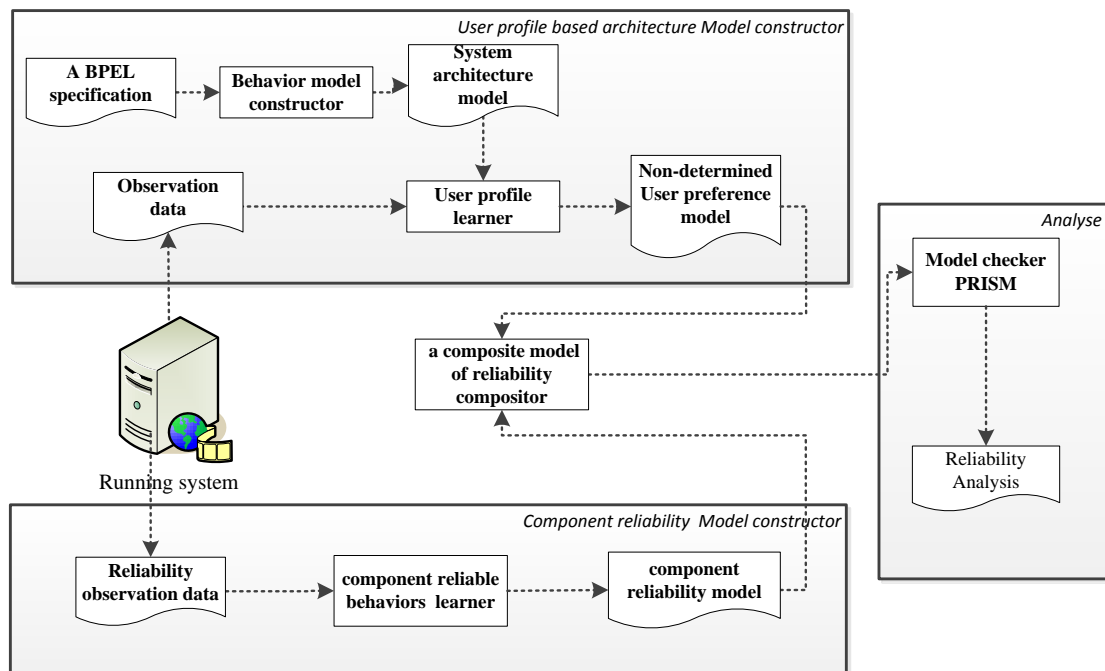 User profile based architecture Model constructor
A BPEL
specification
Behavior model
constructor
System
architecture
model
Observation
data
User profile
learner
Non-determined
User preference
model
Analyse
Model checker
PRISM
a composite model
of reliability
compositor
Running system
Reliability
Analysis
Component reliability  Model constructor
Reliability
observation data
component reliable
behaviors  learner
component
reliability model